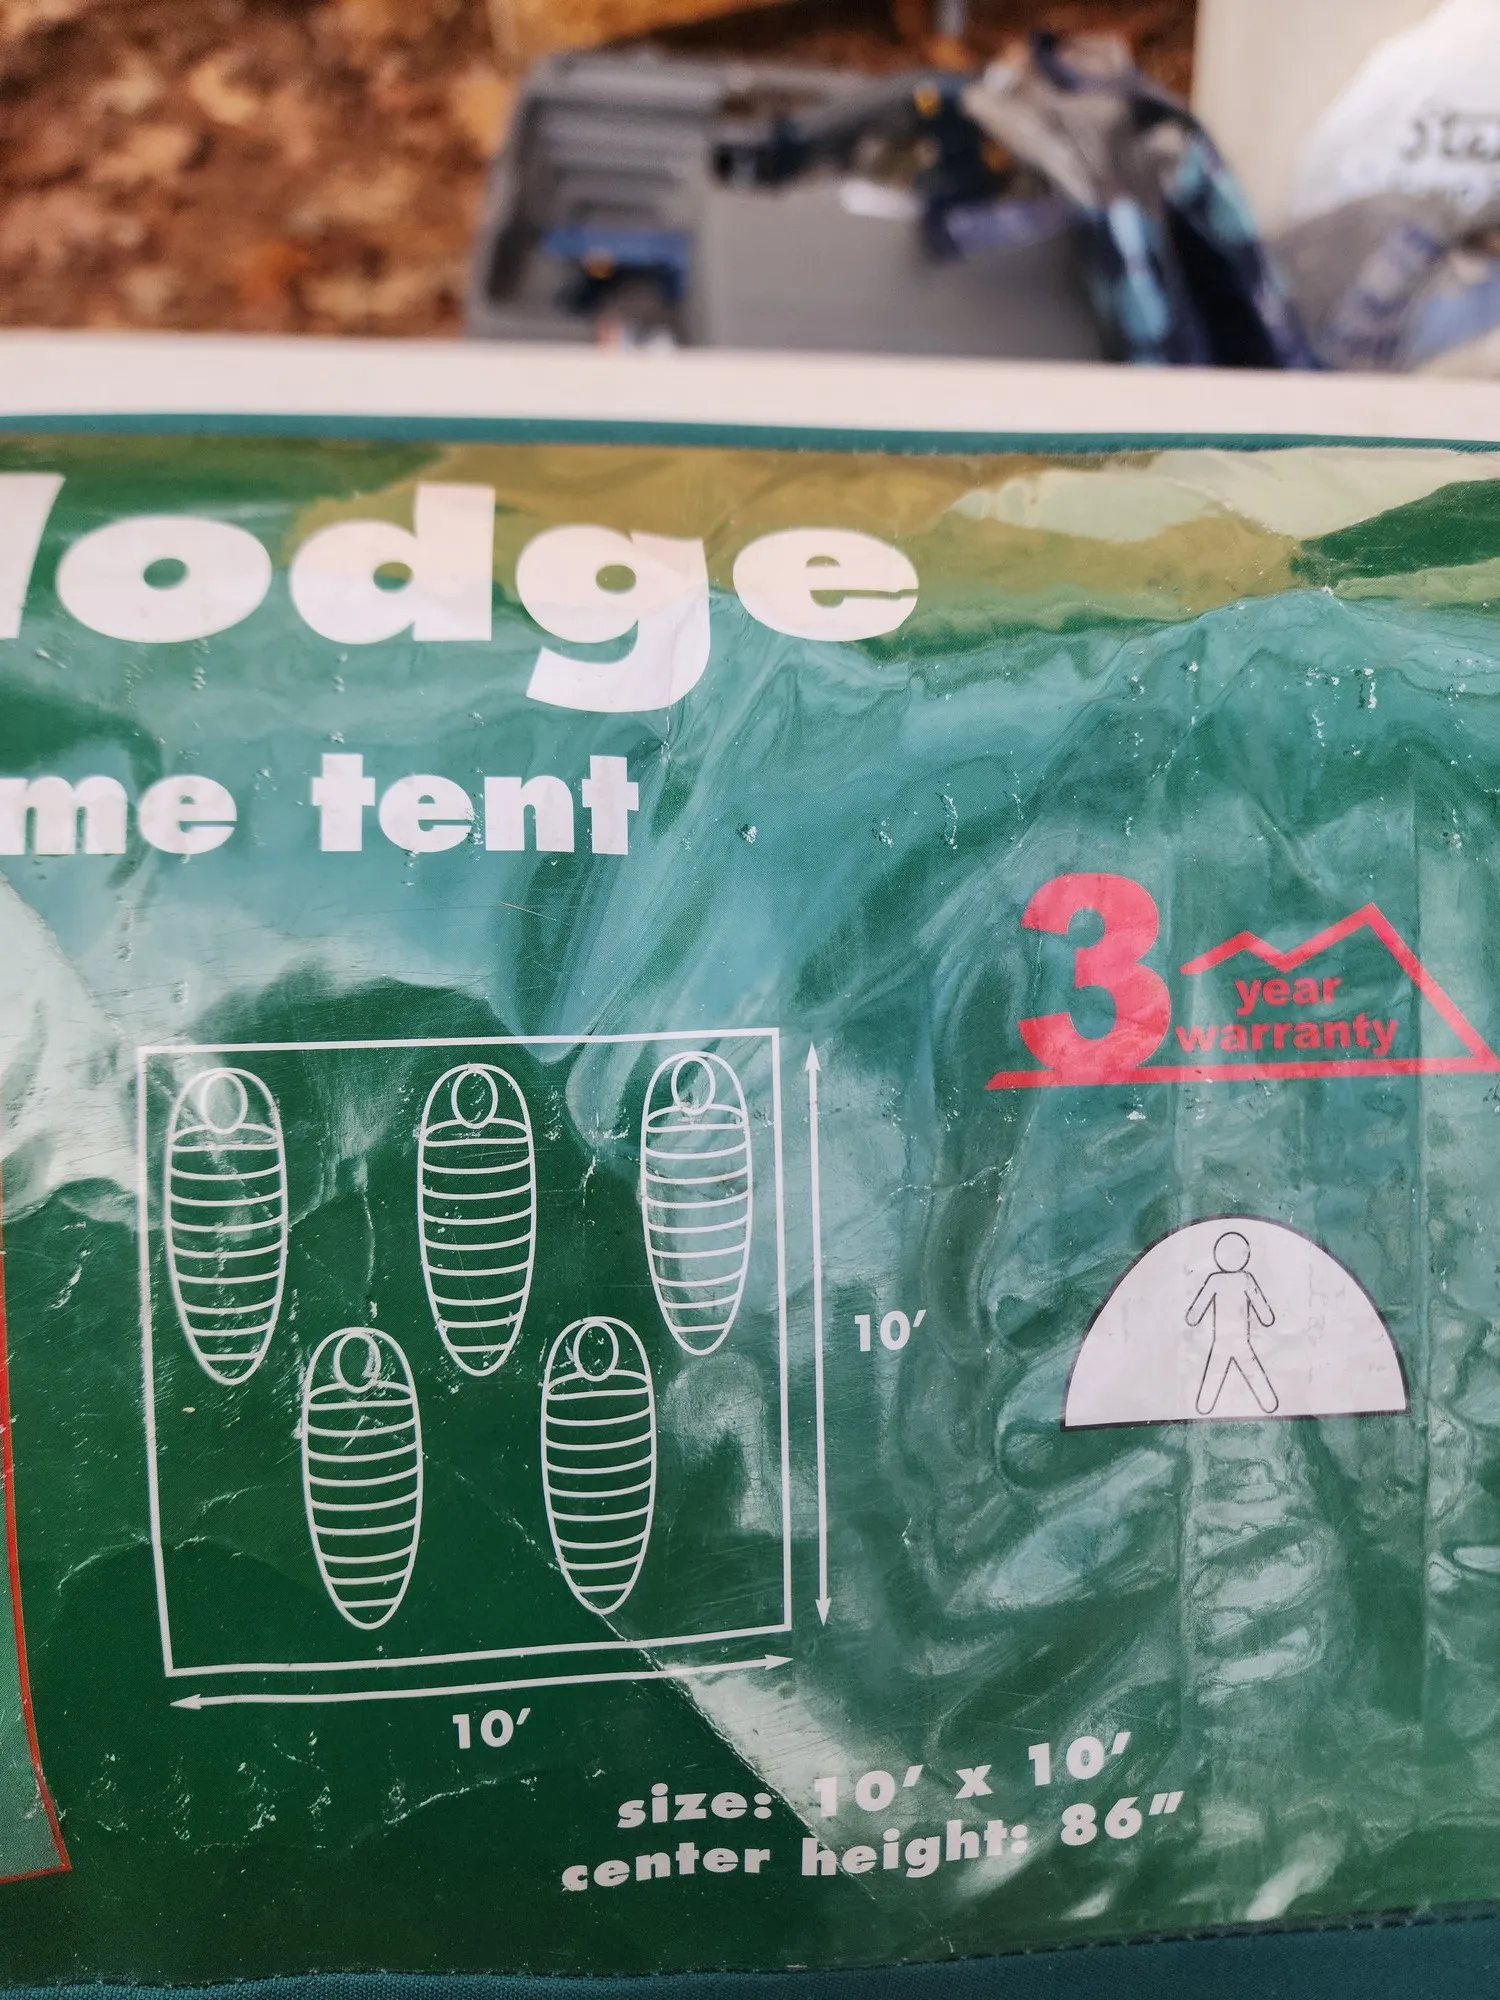 lodge
me tent
3 year
warranty
10′
10′
size: 10′ x 10′
center height: 86″